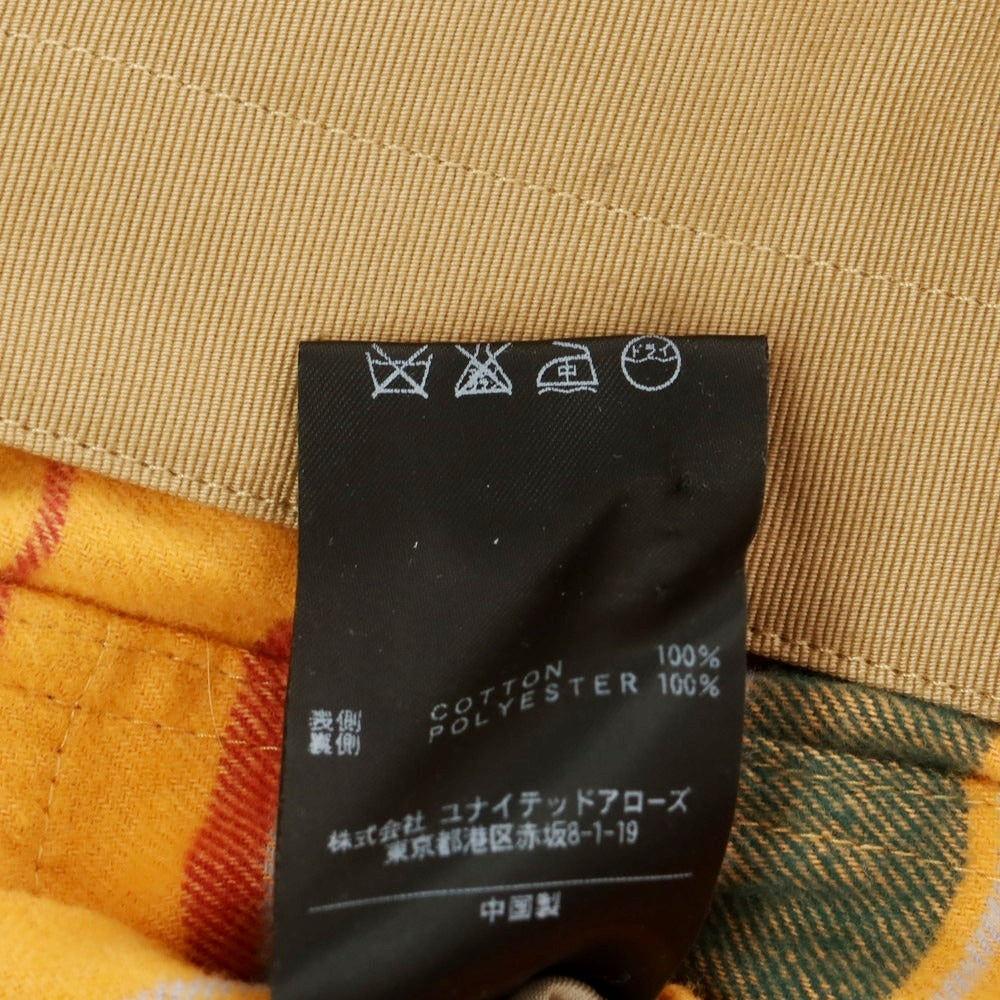 中 ドライ
表側 COTTON 100%
裏側 POLYESTER 100%
株式会社 ユナイテッドアローズ
東京都港区赤坂8-1-19
中国製